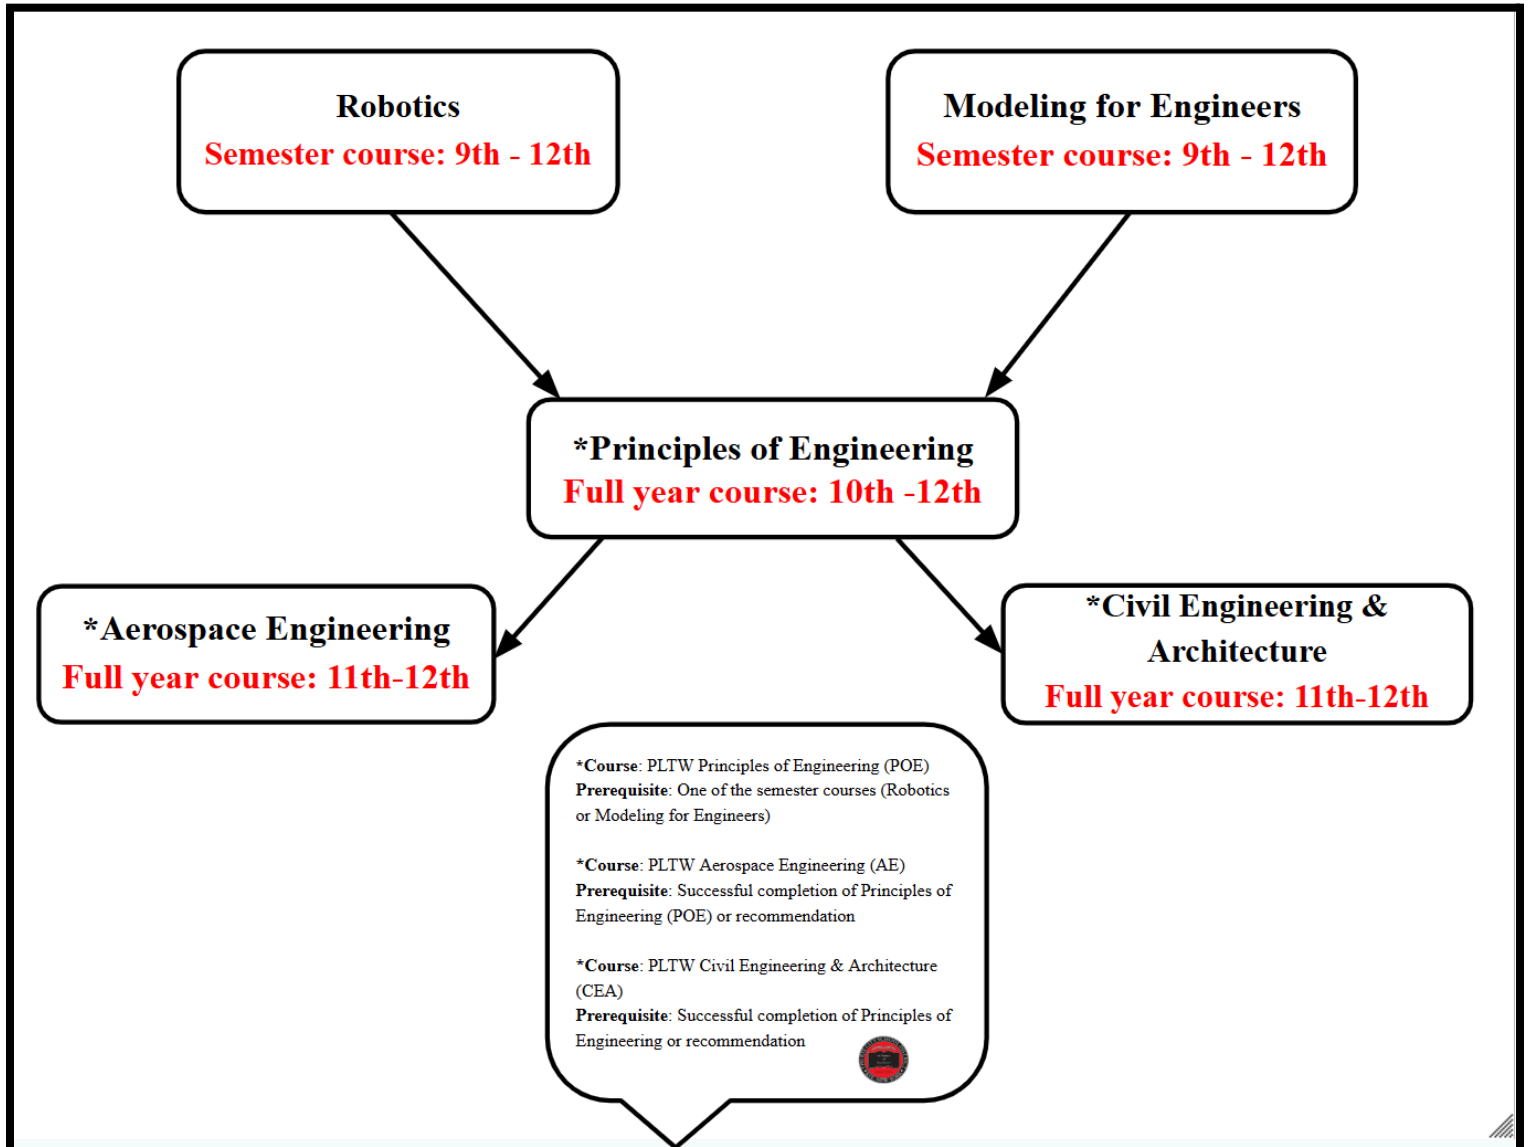 Robotics
Semester course: 9th - 12th
Modeling for Engineers
Semester course: 9th - 12th
*Principles of Engineering
Full year course: 10th -12th
*Aerospace Engineering
Full year course: 11th-12th
*Civil Engineering &
Architecture
Full year course: 11th-12th
*Course: PLTW Principles of Engineering (POE)
Prerequisite: One of the semester courses (Robotics
or Modeling for Engineers)
*Course: PLTW Aerospace Engineering (AE)
Prerequisite: Successful completion of Principles of
Engineering (POE) or recommendation
*Course: PLTW Civil Engineering & Architecture
(CEA)
Prerequisite: Successful completion of Principles of
Engineering or recommendation